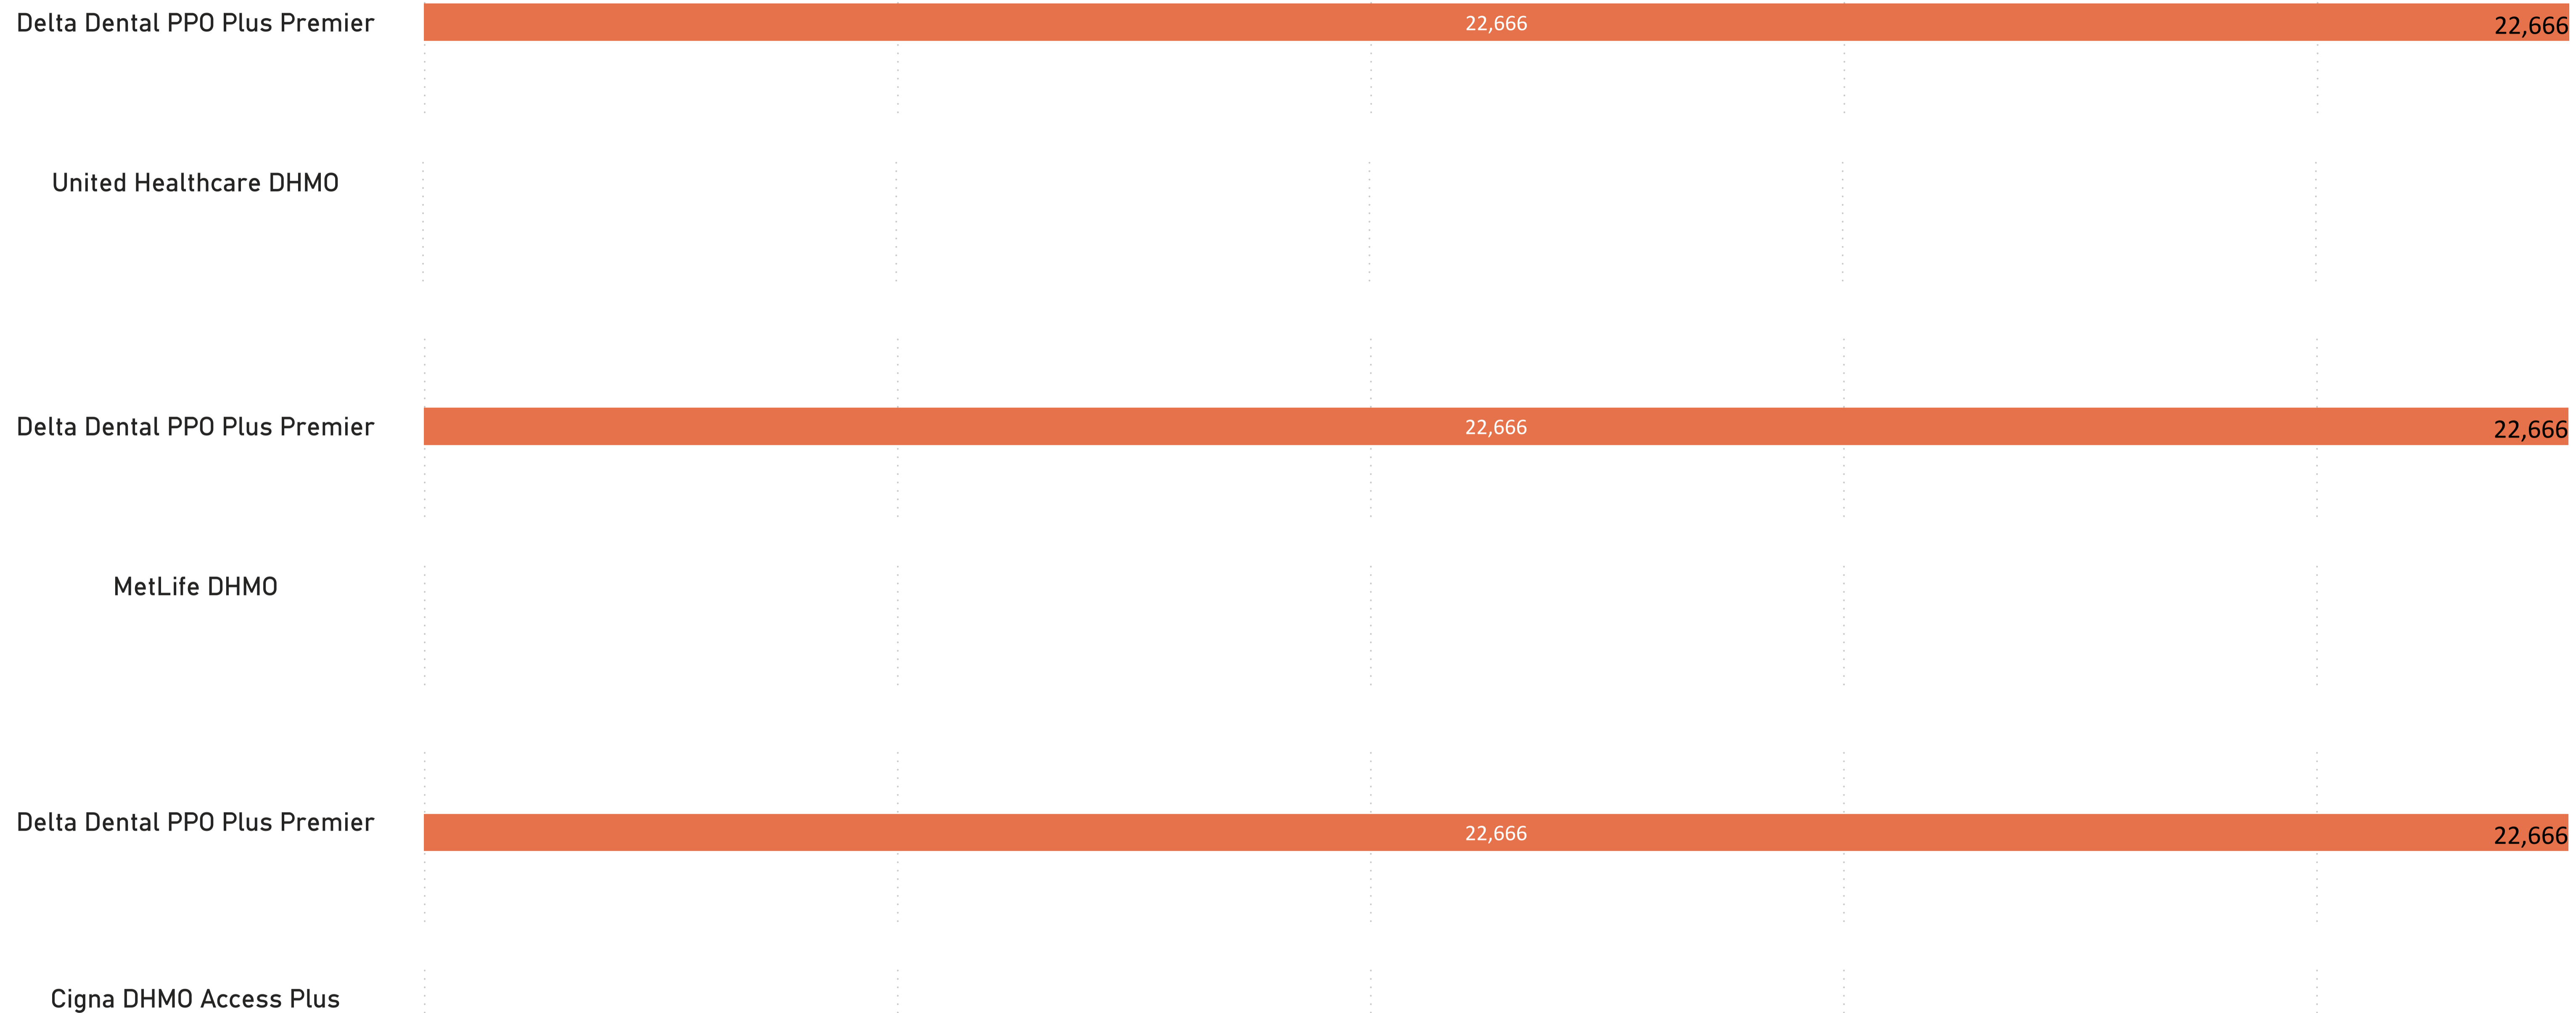 Delta Dental PPO Plus Premier 22,666 22,666
United Healthcare DHMO
Delta Dental PPO Plus Premier 22,666 22,666
MetLife DHMO
Delta Dental PPO Plus Premier 22,666 22,666
Cigna DHMO Access Plus